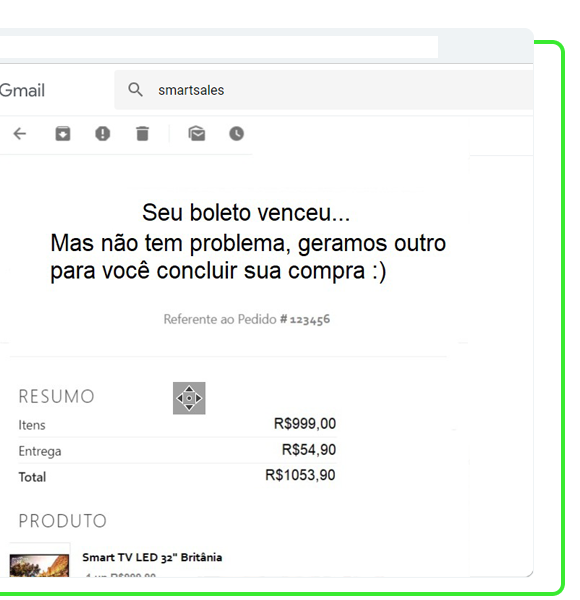 Gmail
smartsales
Seu boleto venceu...
Mas não tem problema, geramos outro
para você concluir sua compra :)
Referente ao Pedido # 123456
RESUMO
Itens R$999,00
Entrega R$54,90
Total R$1053,90
PRODUTO
Smart TV LED 32" Britânia